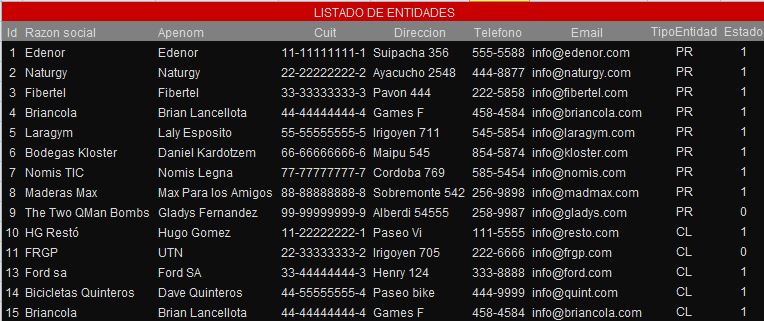 LISTADO DE ENTIDADES
Id Razon social Apenom Cuit Direccion Telefono Email TipoEntidad Estado
1 Edenor Edenor 11-11111111-1 Suipacha 356 555-5588 info@edenor.com PR 1
2 Naturgy Naturgy 22-22222222-2 Ayacucho 2548 444-8877 info@naturgy.com PR 1
3 Fibertel Fibertel 33-33333333-3 Pavon 444 222-5858 info@fibertel.com PR 1
4 Briancola Brian Lancellota 44-44444444-4 Games F 458-4584 info@briancola.com PR 1
5 Laragym Laly Esposito 55-55555555-5 Irigoyen 711 545-5854 info@laragym.com PR 1
6 Bodegas Kloster Daniel Kardotzem 66-66666666-6 Maipu 545 854-5874 info@kloster.com PR 1
7 Nomis TIC Nomis Legna 77-77777777-7 Cordoba 769 585-5454 info@nomis.com PR 1
8 Maderas Max Max Para los Amigos 88-88888888-8 Sobremonte 542 256-9898 info@madmax.com PR 1
9 The Two QMan Bombs Gladys Fernandez 99-99999999-9 Alberdi 54555 258-9987 info@gladys.com PR 0
10 HG Restó Hugo Gomez 11-22222222-1 Paseo Vi 111-5555 info@resto.com CL 1
11 FRGP UTN 22-33333333-2 Irigoyen 705 222-6666 info@frgp.com CL 0
13 Ford sa Ford SA 33-44444444-3 Henry 124 333-8888 info@ford.com CL 1
14 Bicicletas Quinteros Dave Quinteros 44-55555555-4 Paseo bike 444-9999 info@quint.com CL 1
15 Briancola Brian Lancellota 44-44444444-4 Games F 458-4584 info@briancola.com CL 1